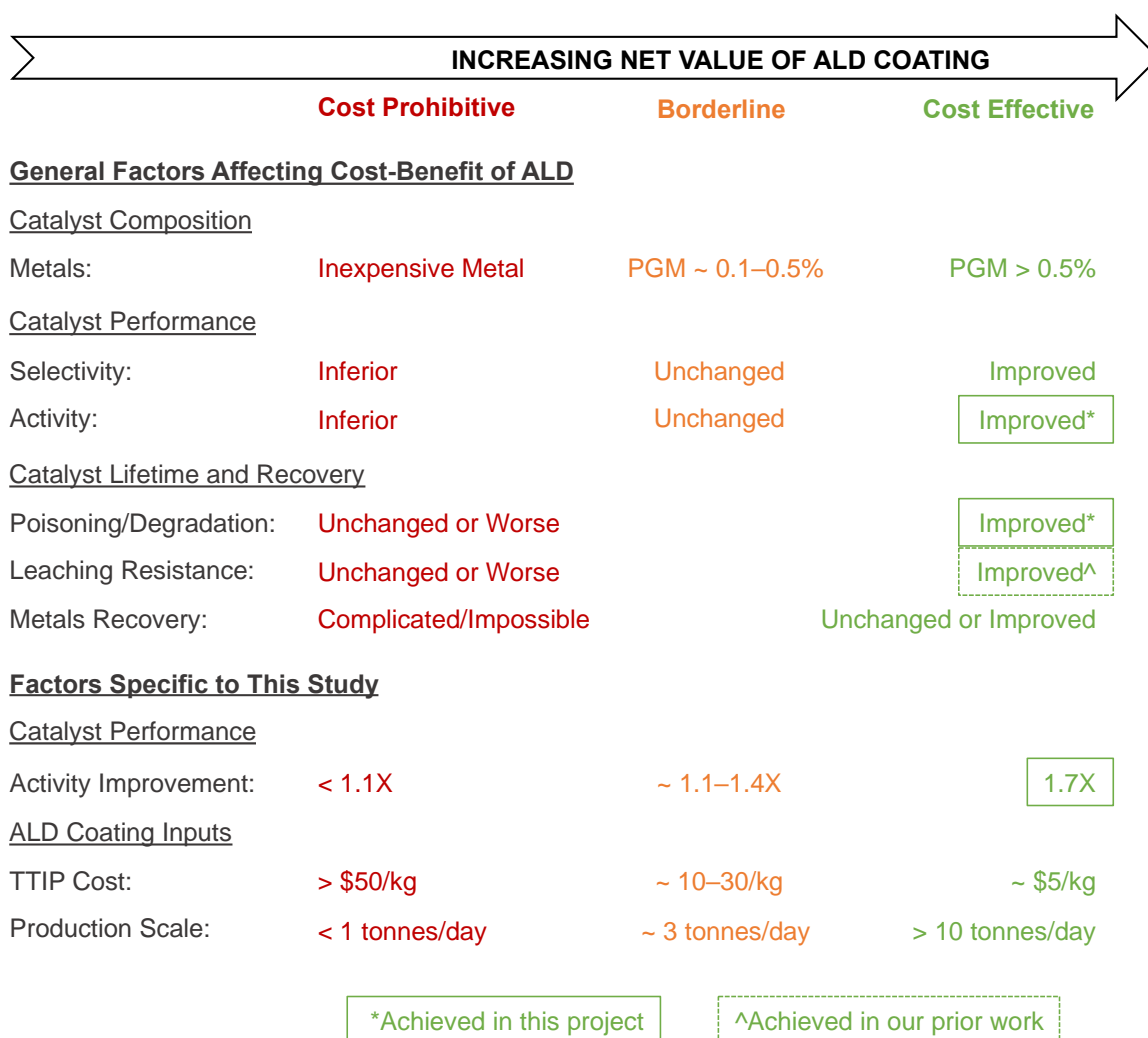 INCREASING NET VALUE OF ALD COATING
Cost Prohibitive Borderline Cost Effective
General Factors Affecting Cost-Benefit of ALD
Catalyst Composition
Metals: Inexpensive Metal PGM ~ 0.1–0.5% PGM > 0.5%
Catalyst Performance
Selectivity: Inferior Unchanged Improved
Activity: Inferior Unchanged Improved*
Catalyst Lifetime and Recovery
Poisoning/Degradation: Unchanged or Worse Improved*
Leaching Resistance: Unchanged or Worse Improved^
Metals Recovery: Complicated/Impossible Unchanged or Improved
Factors Specific to This Study
Catalyst Performance
Activity Improvement: < 1.1X ~ 1.1–1.4X 1.7X
ALD Coating Inputs
TTIP Cost: > $50/kg ~ 10–30/kg ~ $5/kg
Production Scale: < 1 tonnes/day ~ 3 tonnes/day > 10 tonnes/day
*Achieved in this project ^Achieved in our prior work